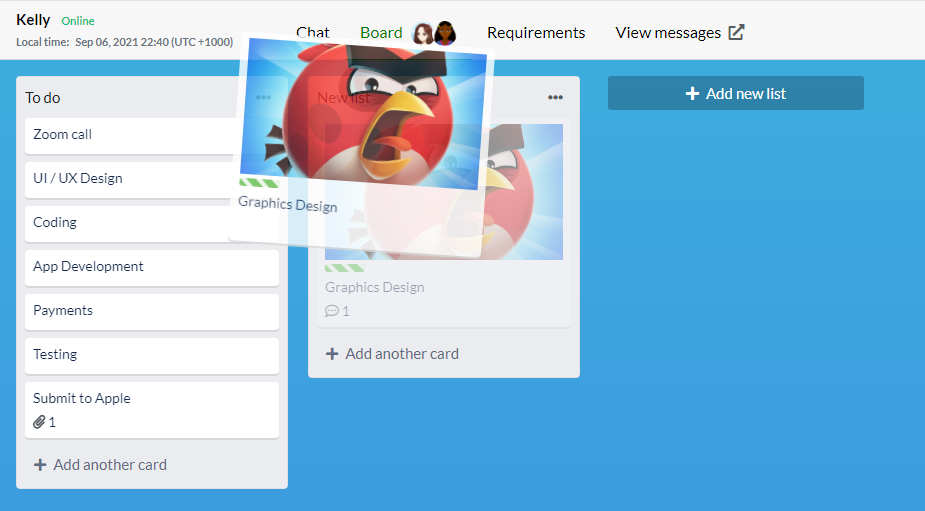 Kelly Online
Local time: Sep 06, 2021 22:40 (UTC +1000)
Chat
Board
Requirements
View messages
To do
Zoom call
UI / UX Design
Coding
App Development
Payments
Testing
Submit to Apple
1
+ Add another card
Graphics Design
New list
Graphics Design
1
+ Add another card
+ Add new list